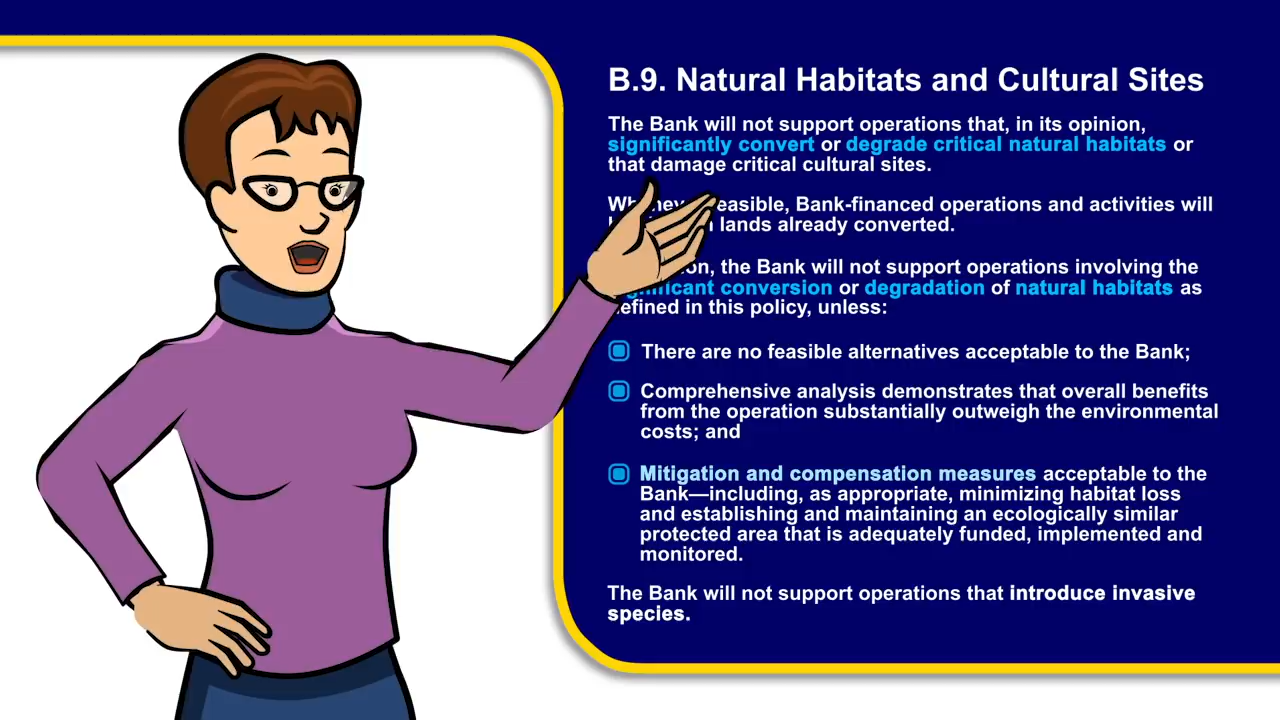 B.9. Natural Habitats and Cultural Sites
The Bank will not support operations that, in its opinion,
significantly convert or degrade critical natural habitats or
that damage critical cultural sites.
feasible, Bank-financed operations and activities will
lands already converted.
the Bank will not support operations involving the
significant conversion or degradation of natural habitats as
defined in this policy, unless:
There are no feasible alternatives acceptable to the Bank;
Comprehensive analysis demonstrates that overall benefits
from the operation substantially outweigh the environmental
costs; and
Mitigation and compensation measures acceptable to the
Bank—including, as appropriate, minimizing habitat loss
and establishing and maintaining an ecologically similar
protected area that is adequately funded, implemented and
monitored.
The Bank will not support operations that introduce invasive
species.